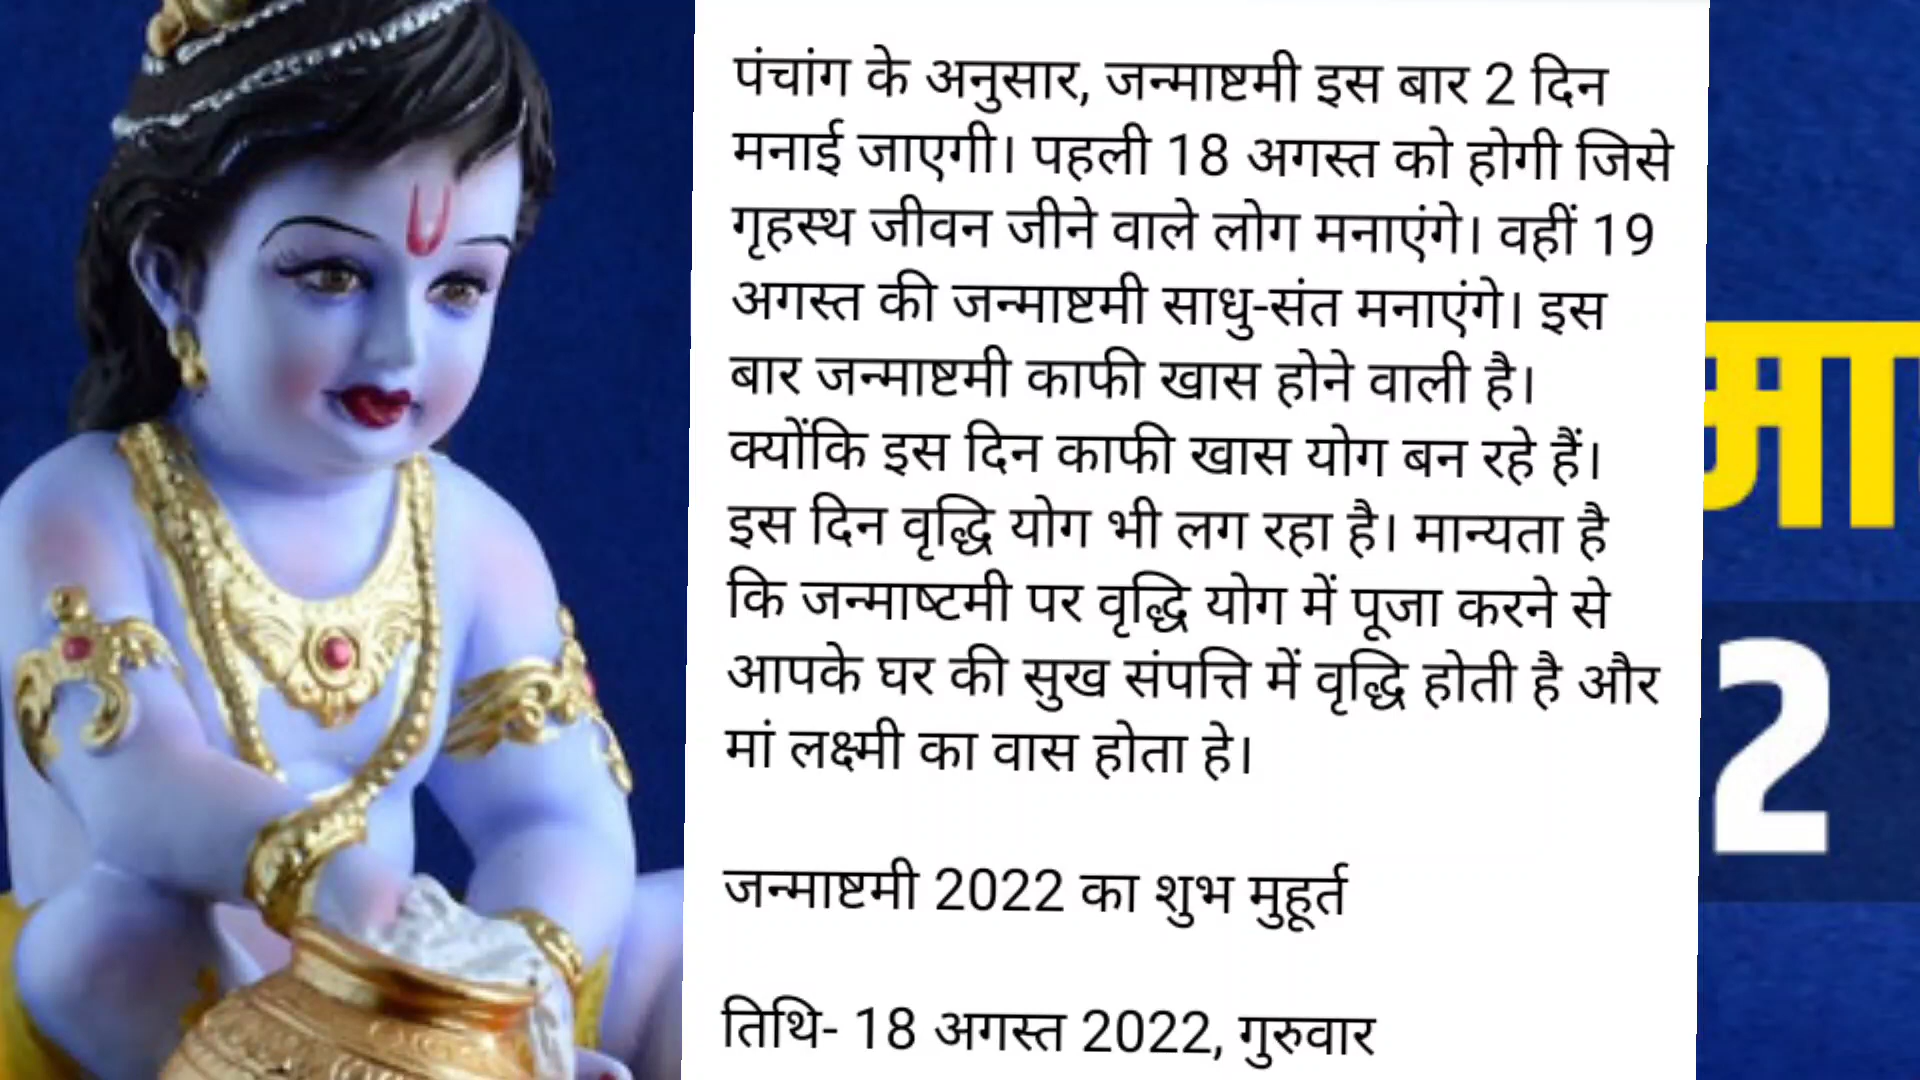 पंचांग के अनुसार, जन्माष्टमी इस बार 2 दिन
मनाई जाएगी। पहली 18 अगस्त को होगी जिसे
गृहस्थ जीवन जीने वाले लोग मनाएंगे। वहीं 19
अगस्त की जन्माष्टमी साधु-संत मनाएंगे। इस
बार जन्माष्टमी काफी खास होने वाली है।
क्योंकि इस दिन काफी खास योग बन रहे हैं।
इस दिन वृद्धि योग भी लग रहा है। मान्यता है
कि जन्माष्टमी पर वृद्धि योग में पूजा करने से
आपके घर की सुख संपत्ति में वृद्धि होती है और
मां लक्ष्मी का वास होता हे।
जन्माष्टमी 2022 का शुभ मुहूर्त
तिथि- 18 अगस्त 2022, गुरुवार
2